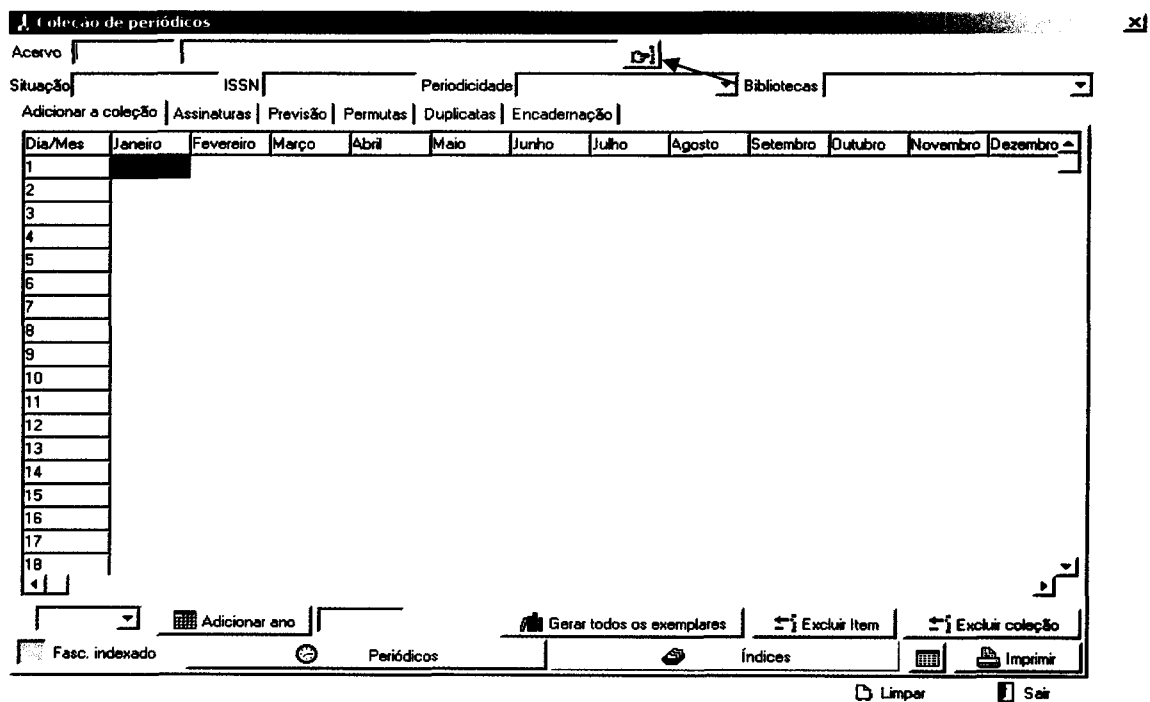 Coleção de periódicos
Acervo
Situação ISSN Periodicidade Bibliotecas
Adicionar a coleção Assinaturas Previsão Permutas Duplicatas Encadernação
Dia/Mes Janeiro Fevereiro Março Abril Maio Junho Julho Agosto Setembro Outubro Novembro Dezembro
1
2
3
4
5
6
7
8
9
10
11
12
13
14
15
16
17
18
Adicionar ano Gerar todos os exemplares Excluir Item Excluir coleção
Fasc. indexado Periódicos Índices Imprimir
Limpar Sair